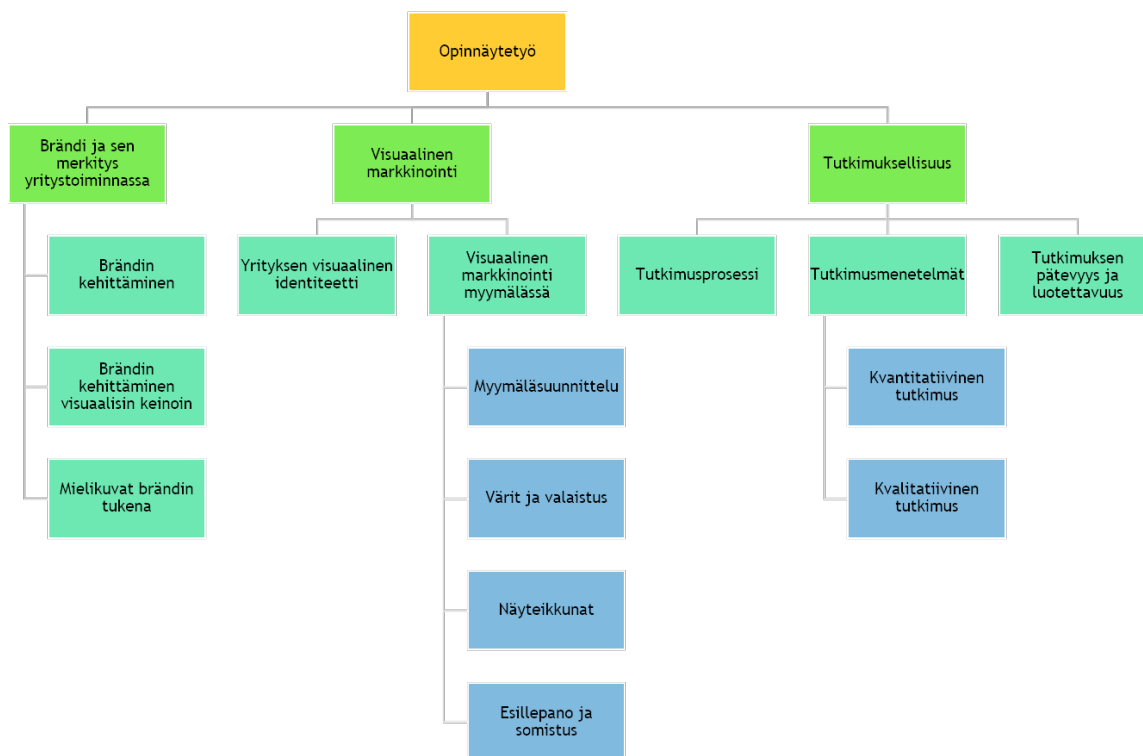 Opinnäytetyö
Brändi ja sen
merkitys
yritystoiminnassa
Visuaalinen
markkinointi
Tutkimuksellisuus
Brändin
kehittäminen
Yrityksen visuaalinen
identiteetti
Visuaalinen
markkinointi
myymälässä
Tutkimusprosessi
Tutkimusmenetelmät
Tutkimuksen
pätevyys ja
luotettavuus
Brändin
kehittäminen
visuaalisin keinoin
Myymäläsuunnittelu
Kvantitatiivinen
tutkimus
Mielikuvat brändin
tukena
Värit ja valaistus
Kvalitatiivinen
tutkimus
Näyteikkunat
Esillepano ja
somistus